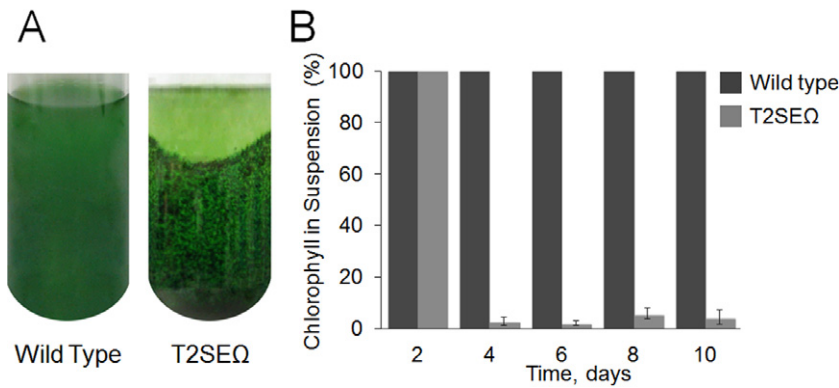 A
Wild Type
T2SEΩ
B
Chlorophyll in Suspension (%)
100
80
60
40
20
0
2 4 6 8 10
Time, days
Wild type
T2SEΩ